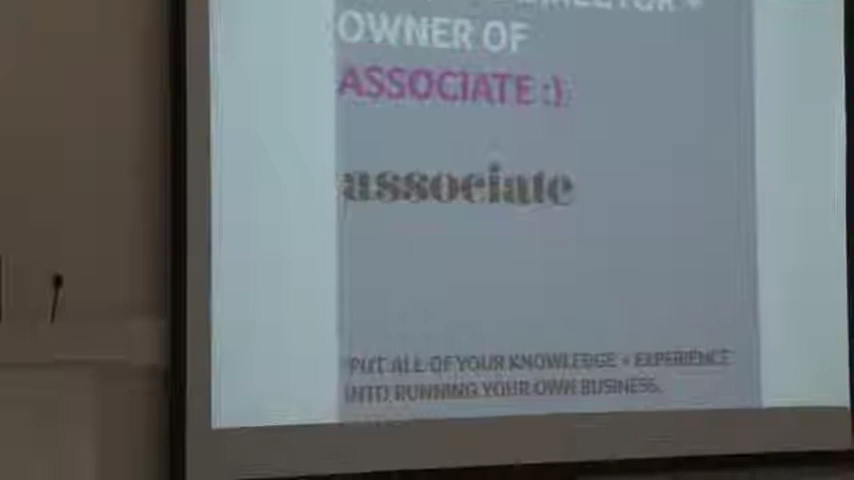 OWNER OF
ASSOCIATE :)
associate
PUT ALL OF YOUR KNOWLEDGE + EXPERIENCE
INTO RUNNING YOUR OWN BUSINESS.